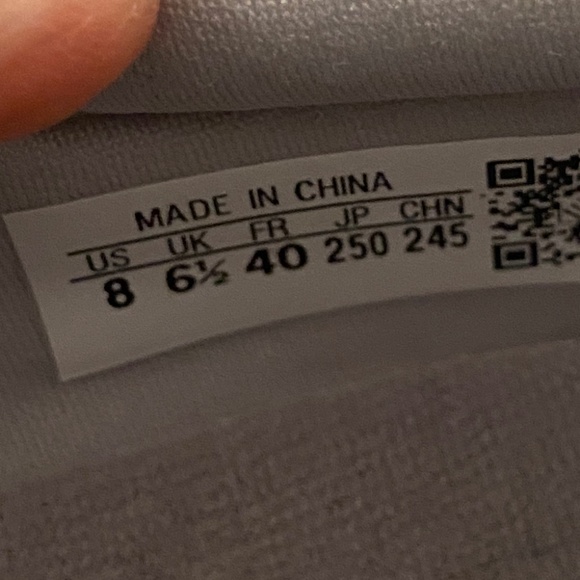 MADE IN CHINA
US UK FR JP CHN
8 6½ 40 250 245